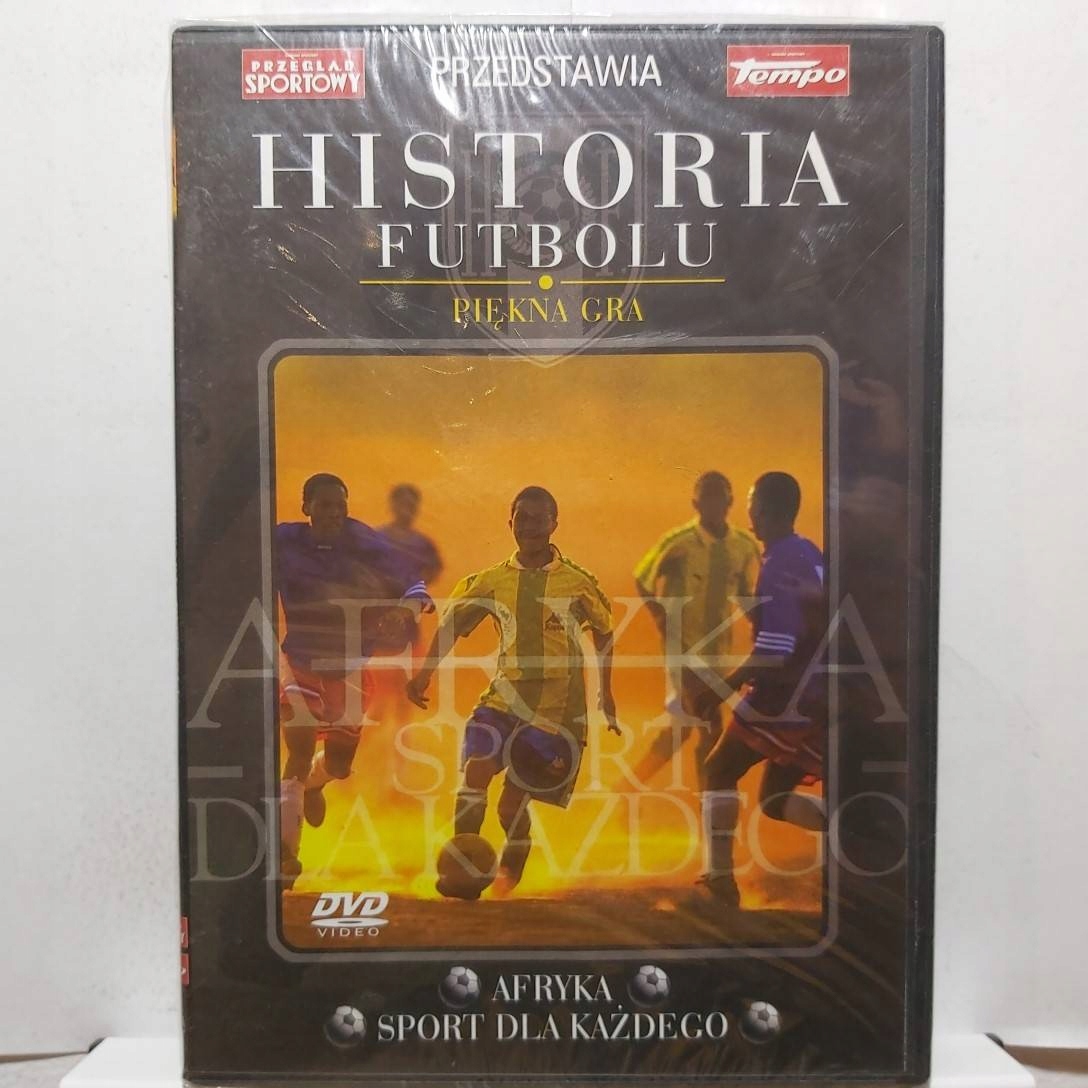 PRZEGLĄD
SPORTOWY
PRZEDSTAWIA
Tempo
HISTORIA
FUTBOLU
PIĘKNA GRA
AFRYKA
SPORT
DLA KAŻDEGO
DVD
VIDEO
AFRYKA
SPORT DLA KAŻDEGO